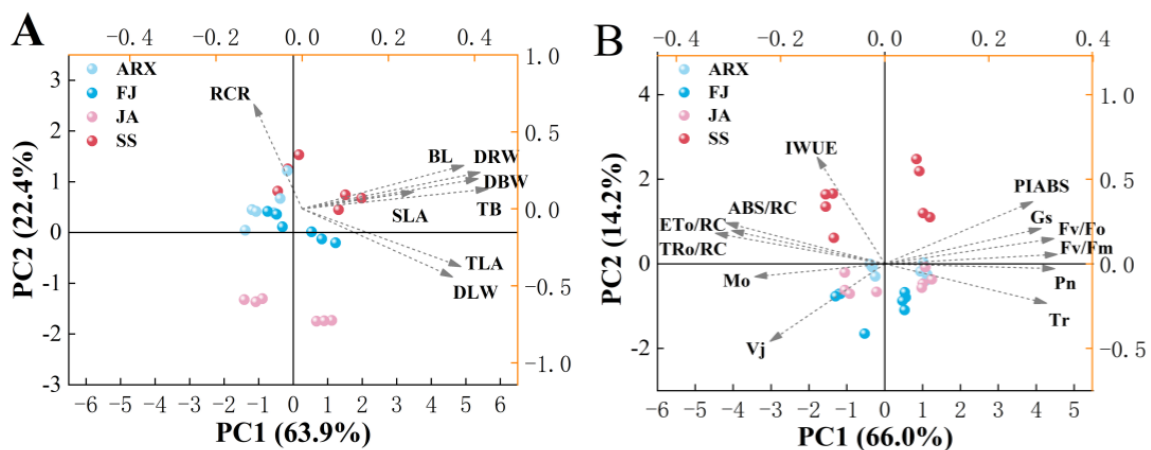 A
−0.4 −0.2 0.0 0.2 0.4
ARX
FJ
JA
SS
RCR
BL
DRW
DBW
TB
SLA
TLA
DLW
PC2 (22.4%)
3
2
1
0
-1
-2
-3
1.0
0.5
0.0
−0.5
−1.0
-6 -5 -4 -3 -2 -1 0 1 2 3 4 5 6
PC1 (63.9%)
B
−0.4 −0.2 0.0 0.2 0.4
ARX
FJ
JA
SS
IWUE
PIABS
Gs
Fv/Fo
Fv/Fm
Pn
Tr
ABS/RC
ETo/RC
TRo/RC
Mo
Vj
PC2 (14.2%)
4
2
0
-2
1.0
0.5
0.0
−0.5
-6 -5 -4 -3 -2 -1 0 1 2 3 4 5
PC1 (66.0%)